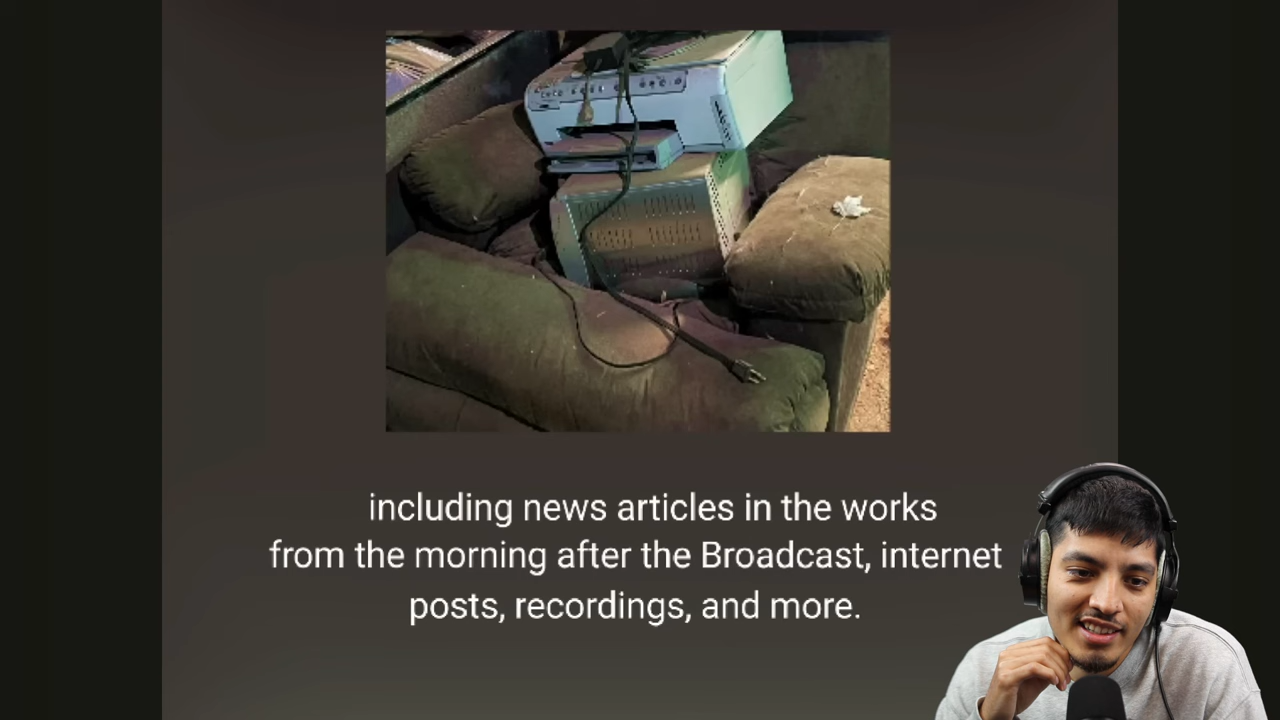 including news articles in the works
from the morning after the Broadcast, internet
posts, recordings, and more.